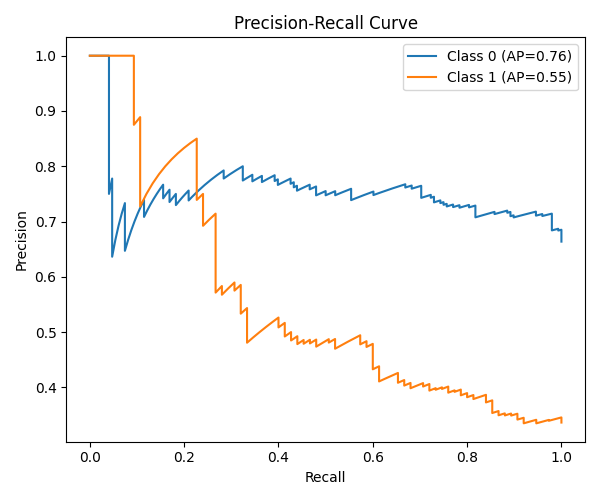 Precision-Recall Curve
Class 0 (AP=0.76)
Class 1 (AP=0.55)
Precision
1.0
0.9
0.8
0.7
0.6
0.5
0.4
0.0 0.2 0.4 0.6 0.8 1.0
Recall